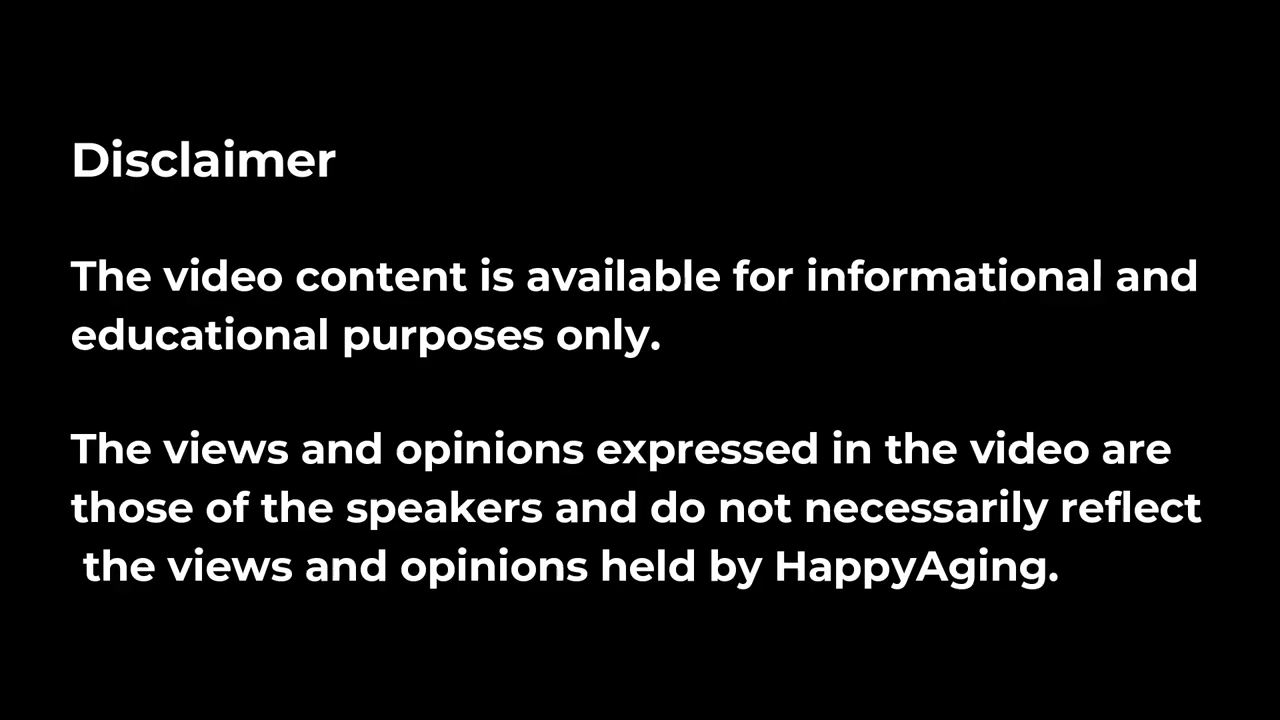 Disclaimer
The video content is available for informational and
educational purposes only.
The views and opinions expressed in the video are
those of the speakers and do not necessarily reflect
the views and opinions held by HappyAging.